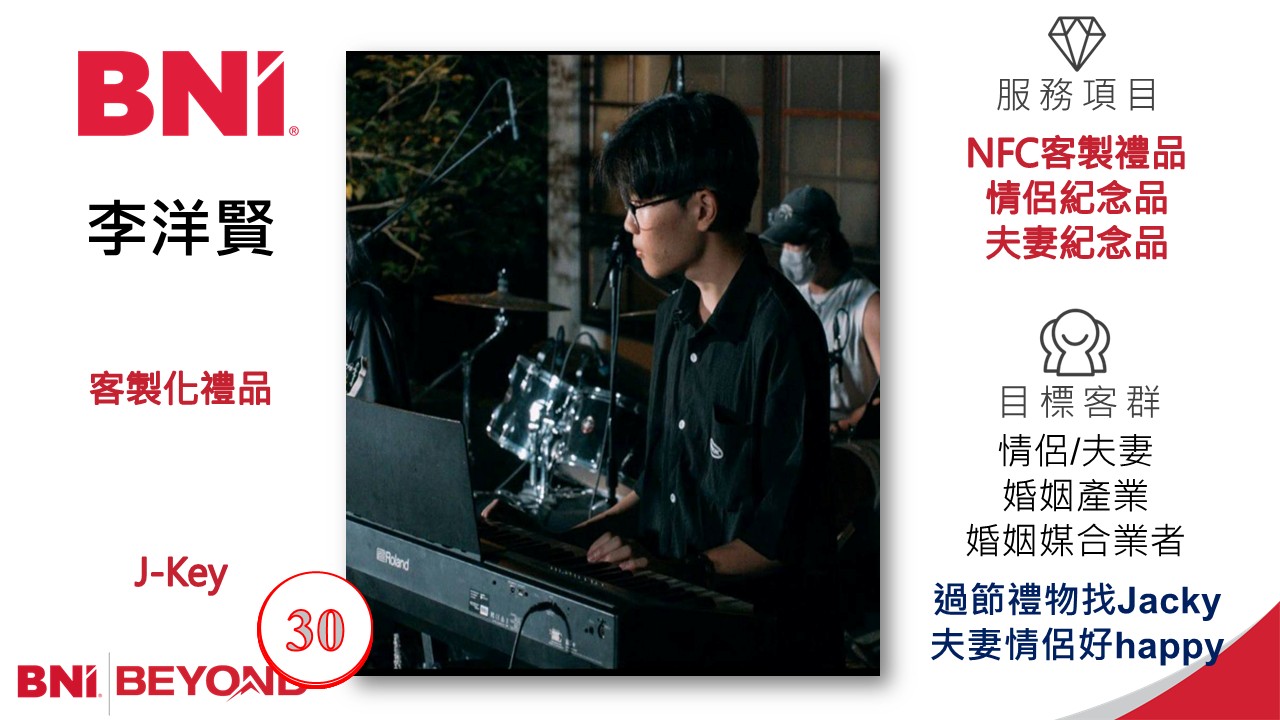 BNI®
李洋賢
客製化禮品
J-Key
30
BNI® BEYOND
Roland
服務項目
NFC客製禮品
情侶紀念品
夫妻紀念品
目標客群
情侶/夫妻
婚姻產業
婚姻媒合業者
過節禮物找Jacky
夫妻情侶好happy